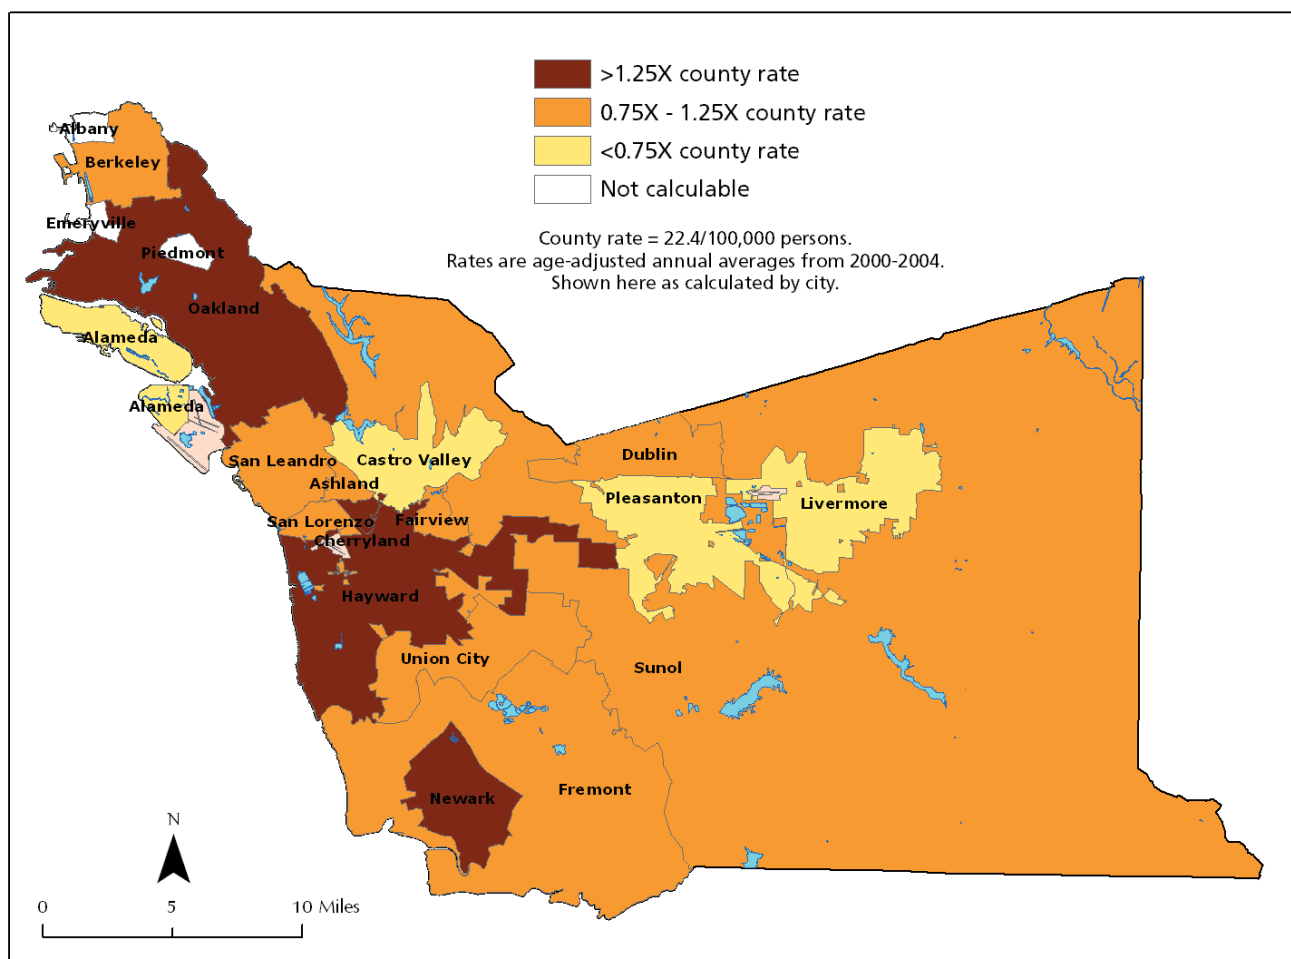 >1.25X county rate
0.75X - 1.25X county rate
<0.75X county rate
Not calculable
County rate = 22.4/100,000 persons.
Rates are age-adjusted annual averages from 2000-2004.
Shown here as calculated by city.
Albany
Berkeley
Emeryville
Piedmont
Oakland
Alameda
Alameda
San Leandro
Castro Valley
Dublin
Ashland
Pleasanton
Livermore
San Lorenzo
Fairview
Cherryland
Hayward
Union City
Sunol
Fremont
Newark
N
0 5 10 Miles